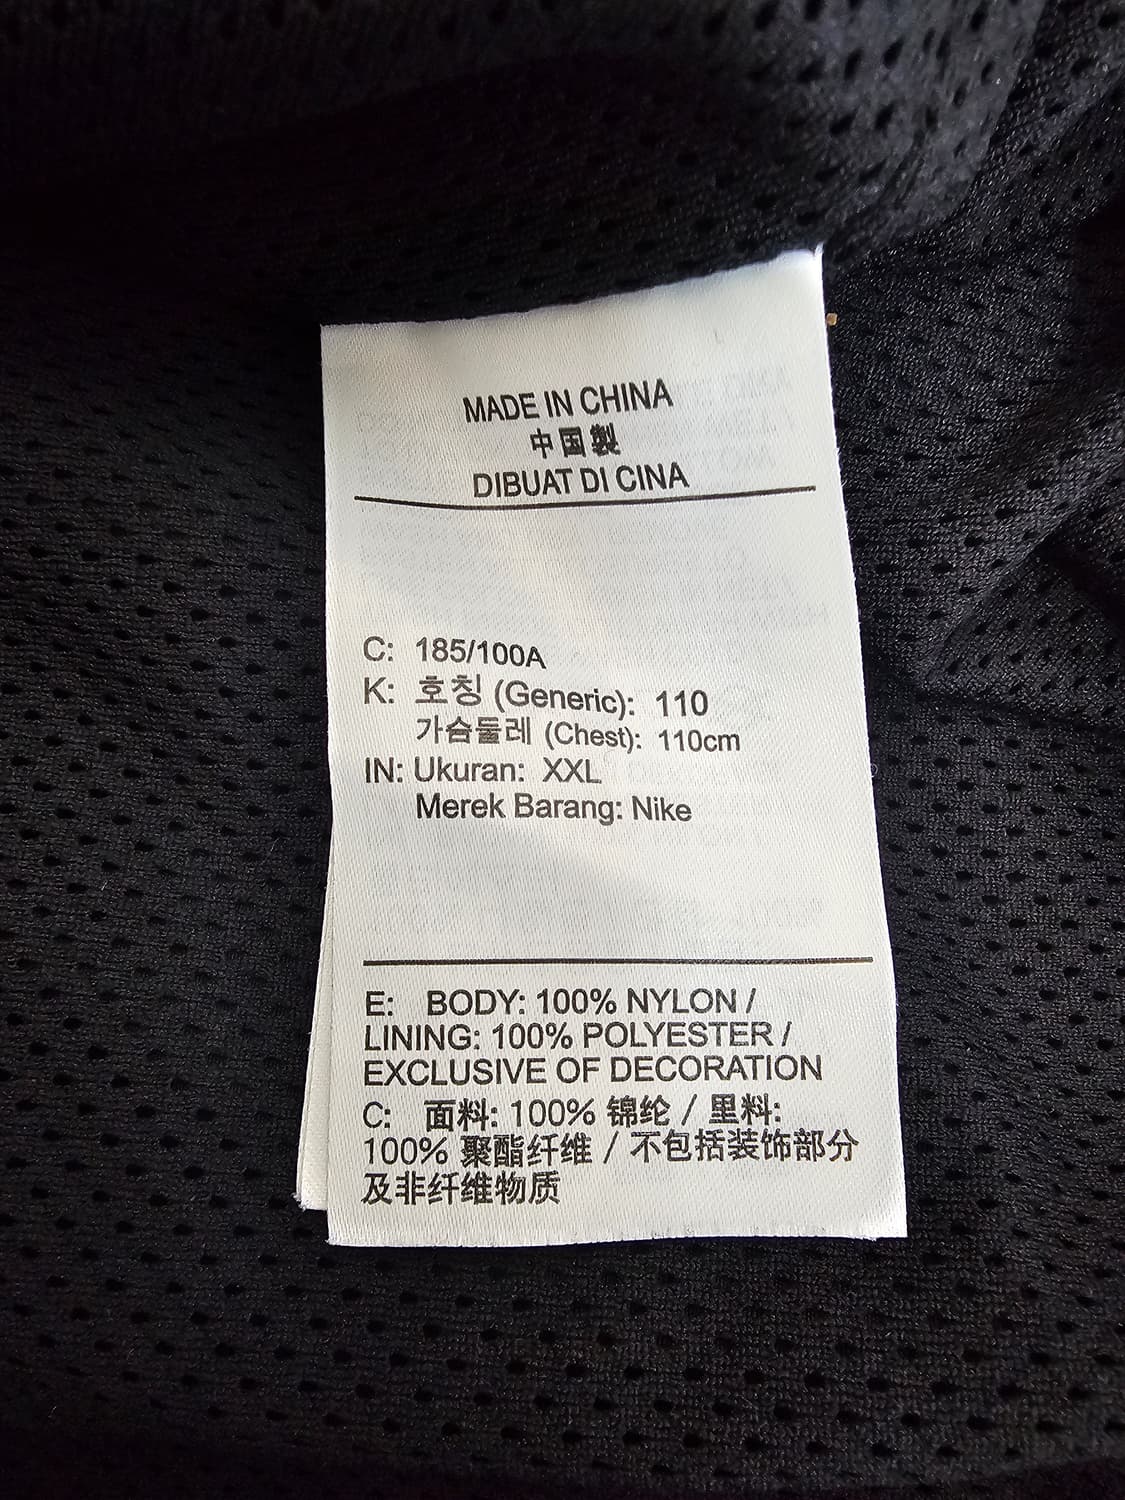 MADE IN CHINA
中国製
DIBUAT DI CINA
C: 185/100A
K: 호칭 (Generic): 110
가슴둘레 (Chest): 110cm
IN: Ukuran: XXL
Merek Barang: Nike
E: BODY: 100% NYLON /
LINING: 100% POLYESTER /
EXCLUSIVE OF DECORATION
C: 面料: 100% 锦纶 / 里料:
100% 聚酯纤维 / 不包括装饰部分
及非纤维物质